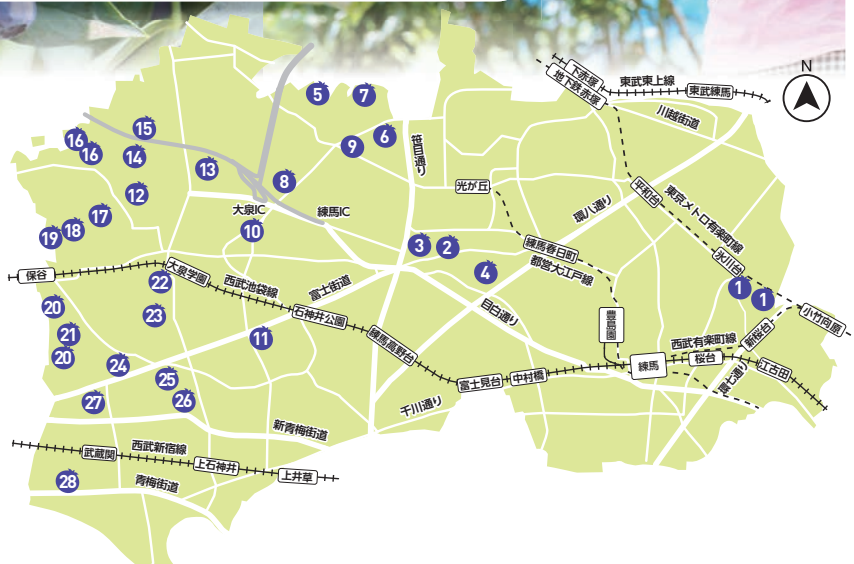 N
下赤塚
地下鉄赤塚
東武東上線
東武練馬
川越街道
5
7
6
9
笹目通り
15
16
16
14
13
8
12
光が丘
平和台
東京メトロ有楽町線
環八通り
17
大泉IC
練馬IC
10
19
18
3
2
練馬春日町
都営大江戸線
4
氷川台
1
1
保谷
大泉学園
22
西武池袋線
富士街道
目白通り
小竹向原
20
23
石神井公園
豊島園
新桜台
21
20
11
練馬高野台
西武有楽町線
24
25
富士見台
中村橋
練馬
桜台
江古田
環七通り
27
26
千川通り
新青梅街道
西武新宿線
武蔵関
上石神井
上井草
28
青梅街道